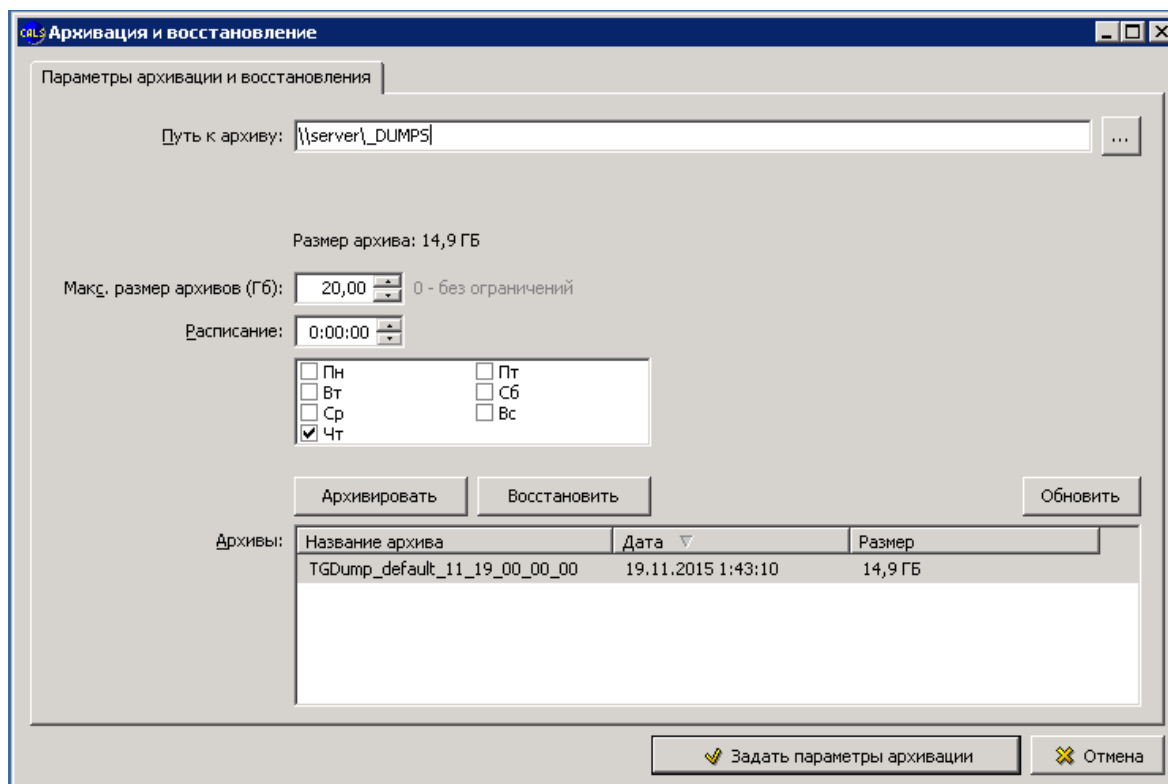 CALS Архивация и восстановление
Параметры архивации и восстановления
Путь к архиву: \\server\_DUMPS ...
Размер архива: 14,9 ГБ
Макс. размер архивов (Гб): 20,00 0 - без ограничений
Расписание: 0:00:00
Пн Пт
Вт Сб
Ср Вс
Чт
Архивировать Восстановить Обновить
Архивы: Название архива Дата Размер
TGDump_default_11_19_00_00_00 19.11.2015 1:43:10 14,9 ГБ
Задать параметры архивации Отмена